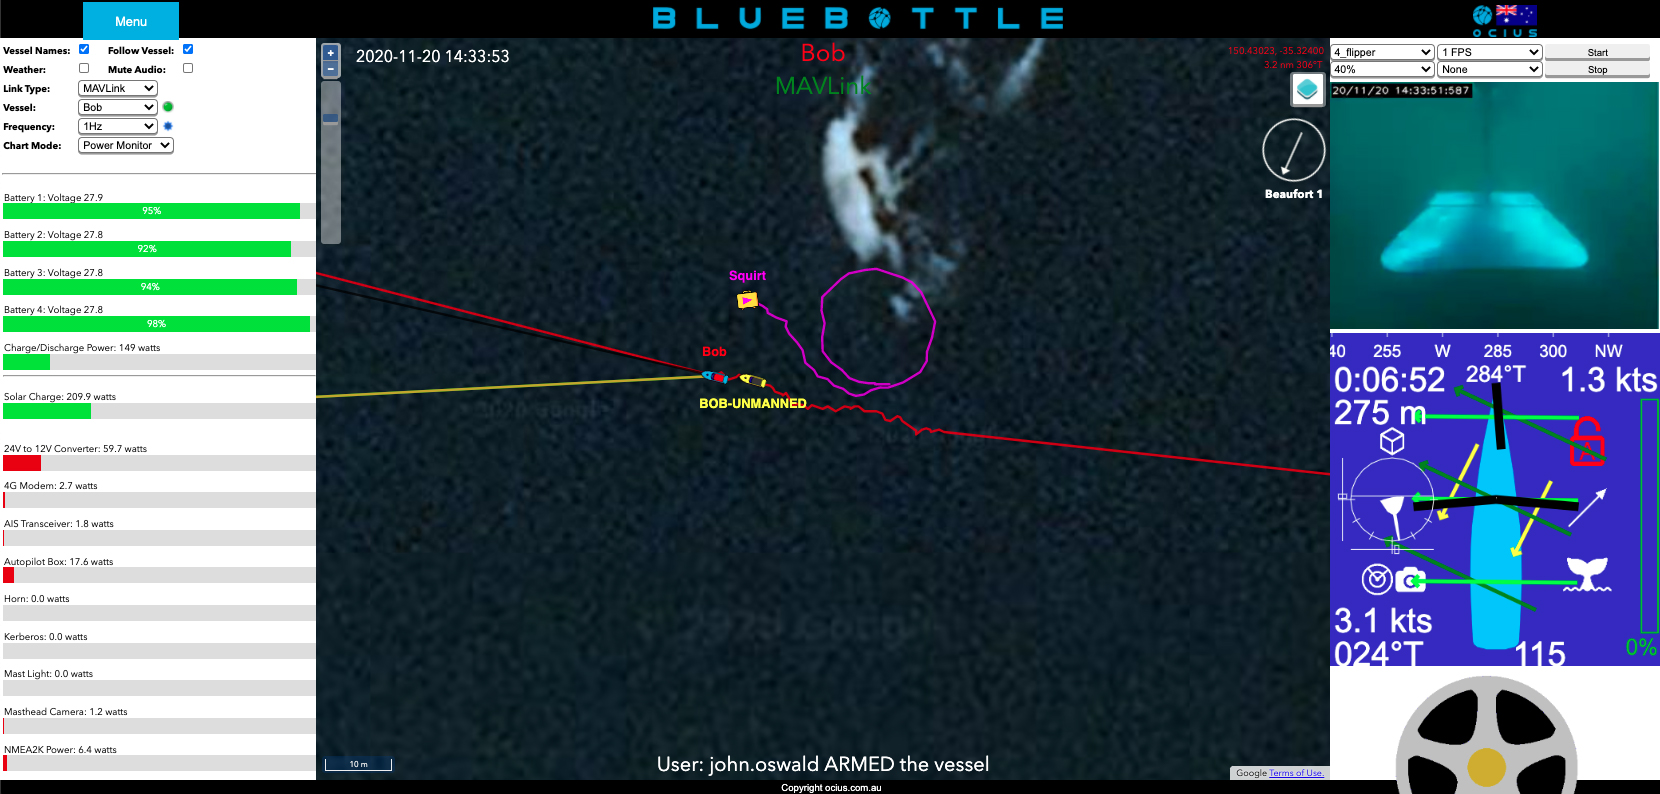 Menu
BLUEBOTTLE
OCIUS
Vessel Names:
Follow Vessel:
Weather:
Mute Audio:
Link Type:
MAVLink
Vessel:
Bob
Frequency:
1Hz
Chart Mode:
Power Monitor
Battery 1: Voltage 27.9
95%
Battery 2: Voltage 27.8
92%
Battery 3: Voltage 27.8
94%
Battery 4: Voltage 27.8
98%
Charge/Discharge Power: 149 watts
Solar Charge: 209.9 watts
24V to 12V Converter: 59.7 watts
4G Modem: 2.7 watts
AIS Transceiver: 1.8 watts
Autopilot Box: 17.6 watts
Horn: 0.0 watts
Kerberos: 0.0 watts
Mast Light: 0.0 watts
Masthead Camera: 1.2 watts
NMEA2K Power: 6.4 watts
+
−
2020-11-20 14:33:53
Bob
MAVLink
150.43023, -35.32400
3.2 nm 306°T
Beaufort 1
Squirt
Bob
BOB-UNMANNED
10 m
User: john.oswald ARMED the vessel
Google Terms of Use.
4_flipper
1 FPS
Start
40%
None
Stop
20/11/20 14:33:51:587
40 255 W 285 300 NW
0:06:52
284°T
1.3 kts
275 m
A
3.1 kts
024°T
115
0%
Copyright ocius.com.au